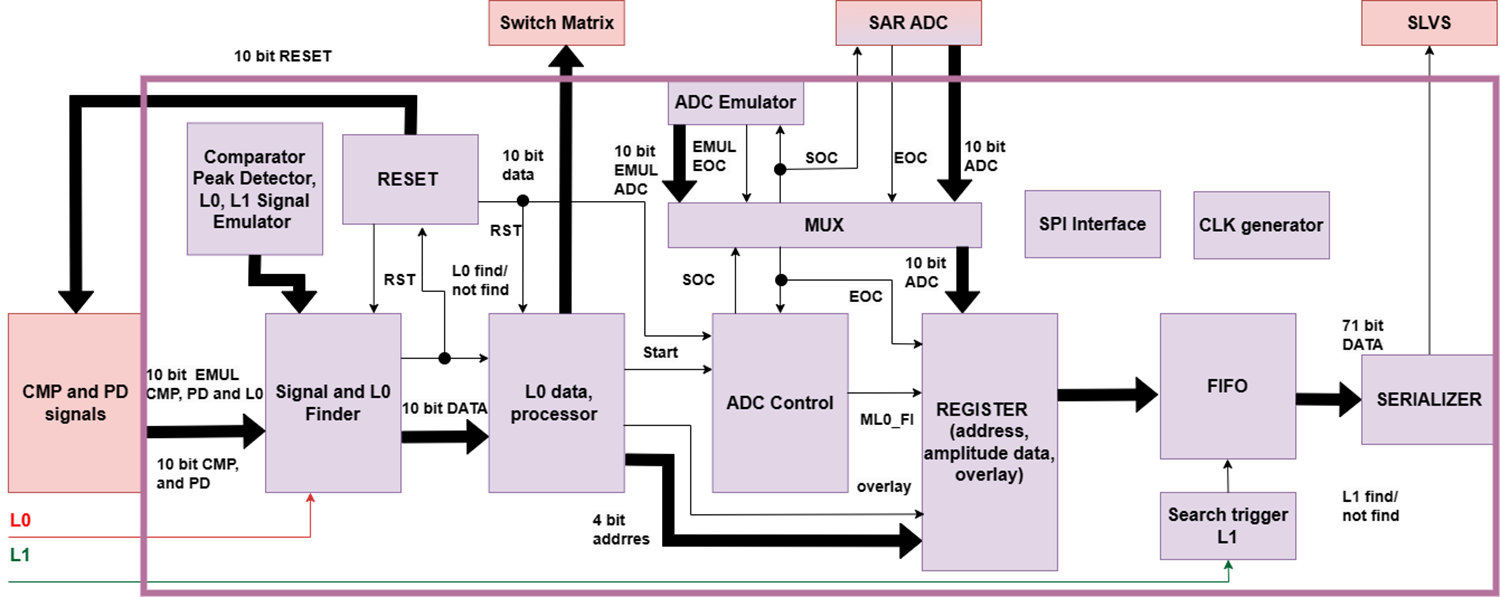 Switch Matrix
SAR ADC
SLVS
10 bit RESET
ADC Emulator
Comparator
Peak Detector,
L0, L1 Signal
Emulator
RESET
10 bit
data
10 bit
EMUL
ADC
EMUL
EOC
SOC
EOC
10 bit
ADC
RST
MUX
SPI Interface
CLK generator
RST
L0 find/
not find
SOC
EOC
10 bit
ADC
CMP and PD
signals
10 bit  EMUL
CMP, PD and L0
10 bit CMP,
and PD
Signal and L0
Finder
10 bit DATA
L0 data,
processor
Start
ADC Control
ML0_FI
overlay
REGISTER
(address,
amplitude data,
overlay)
FIFO
71 bit
DATA
SERIALIZER
4 bit
addrres
Search trigger
L1
L1 find/
not find
L0
L1